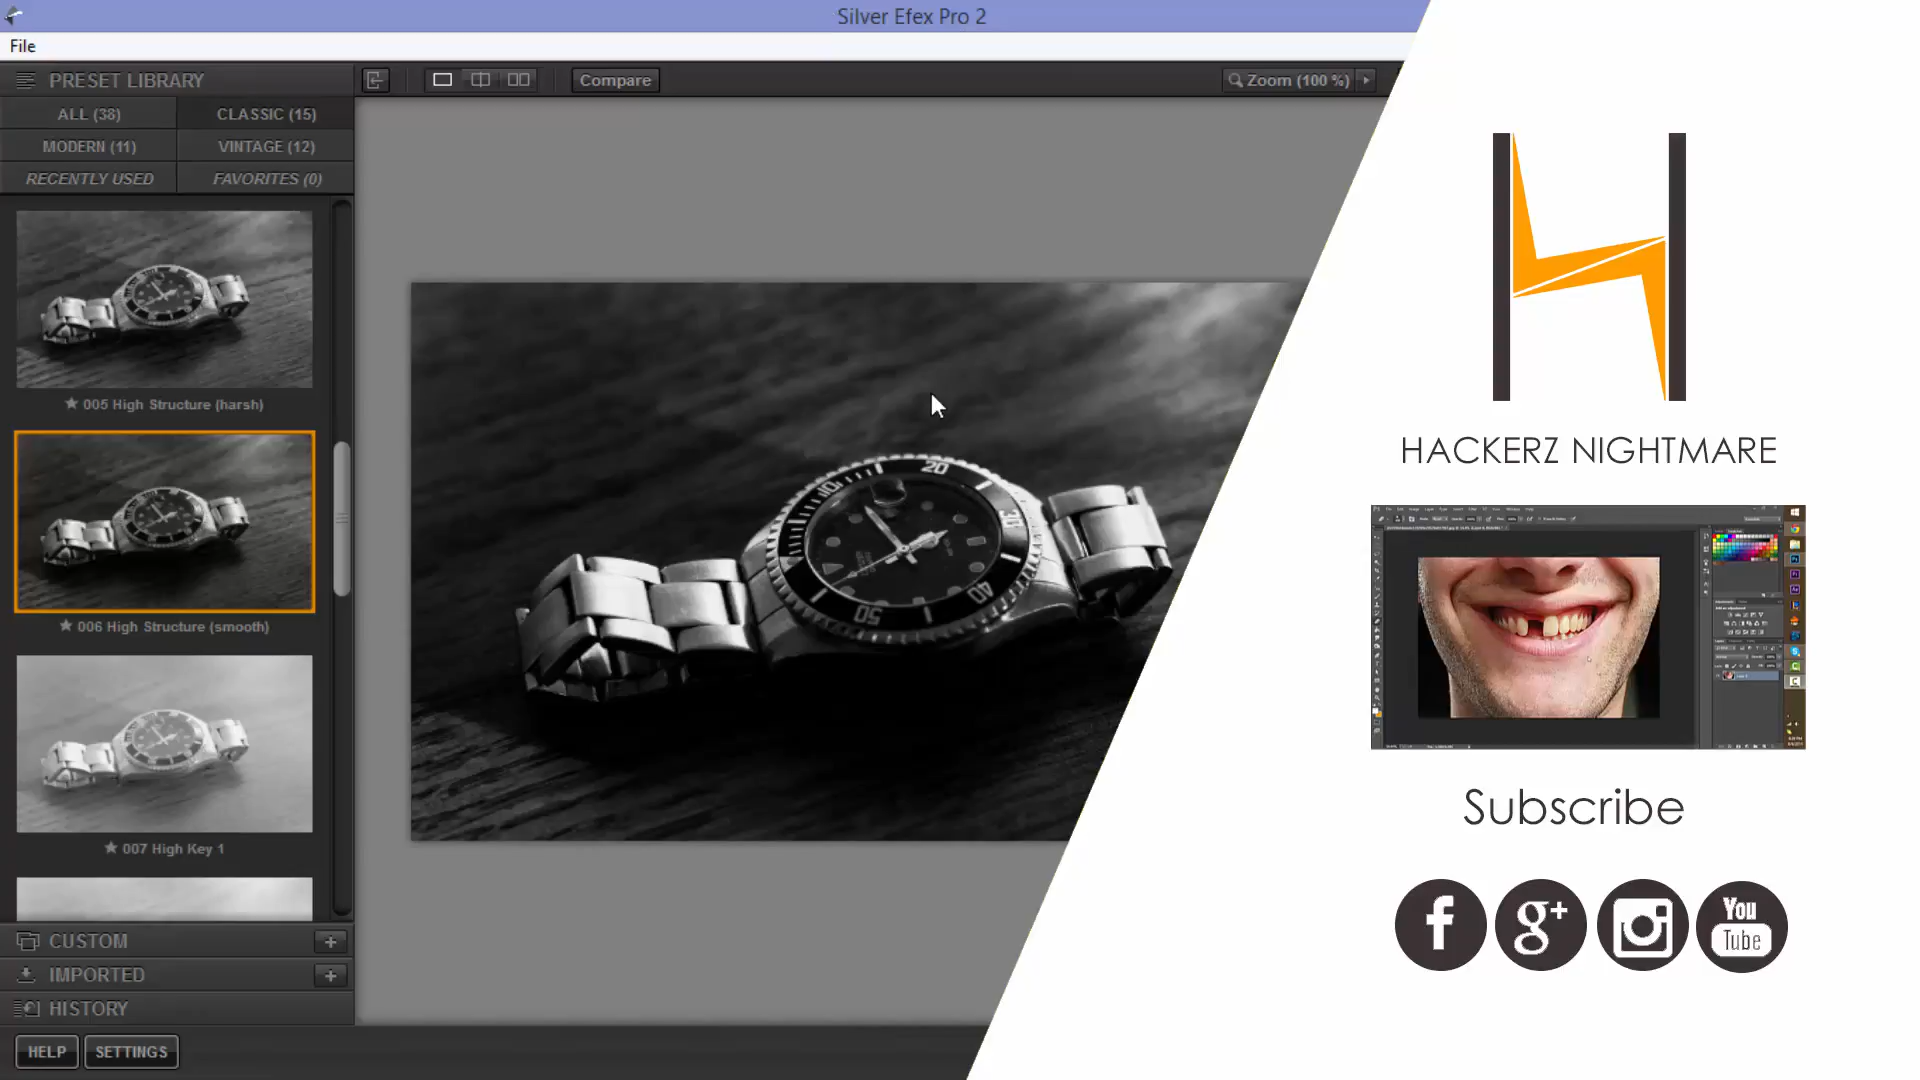 Silver Efex Pro 2
File
PRESET LIBRARY
Compare
Zoom (100 %)
ALL (38)
CLASSIC (15)
MODERN (11)
VINTAGE (12)
RECENTLY USED
FAVORITES (0)
★ 005 High Structure (harsh)
★ 006 High Structure (smooth)
★ 007 High Key 1
CUSTOM
IMPORTED
HISTORY
HELP
SETTINGS
20
30
40
50
HACKERZ NIGHTMARE
Subscribe
f
g+
You
Tube